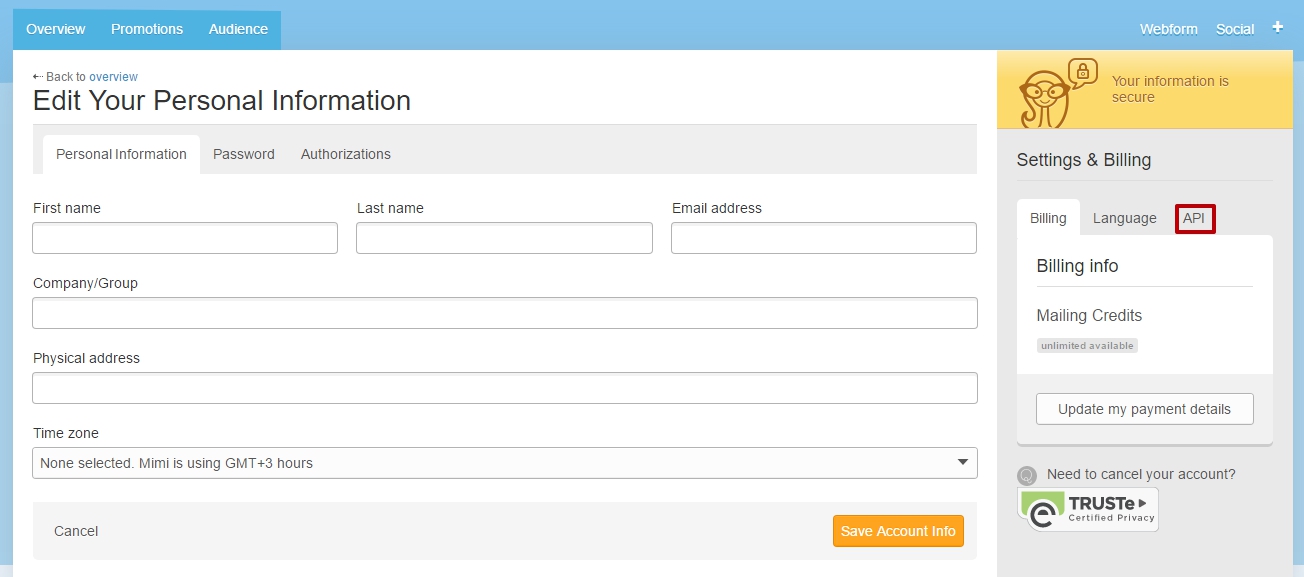 Overview Promotions Audience
Webform Social +
⇠ Back to overview
Edit Your Personal Information
Personal Information Password Authorizations
First name Last name Email address
Company/Group
Physical address
Time zone
None selected. Mimi is using GMT+3 hours
Cancel Save Account Info
Your information is
secure
Settings & Billing
Billing Language API
Billing info
Mailing Credits
unlimited available
Update my payment details
Need to cancel your account?
TRUSTe
Certified Privacy